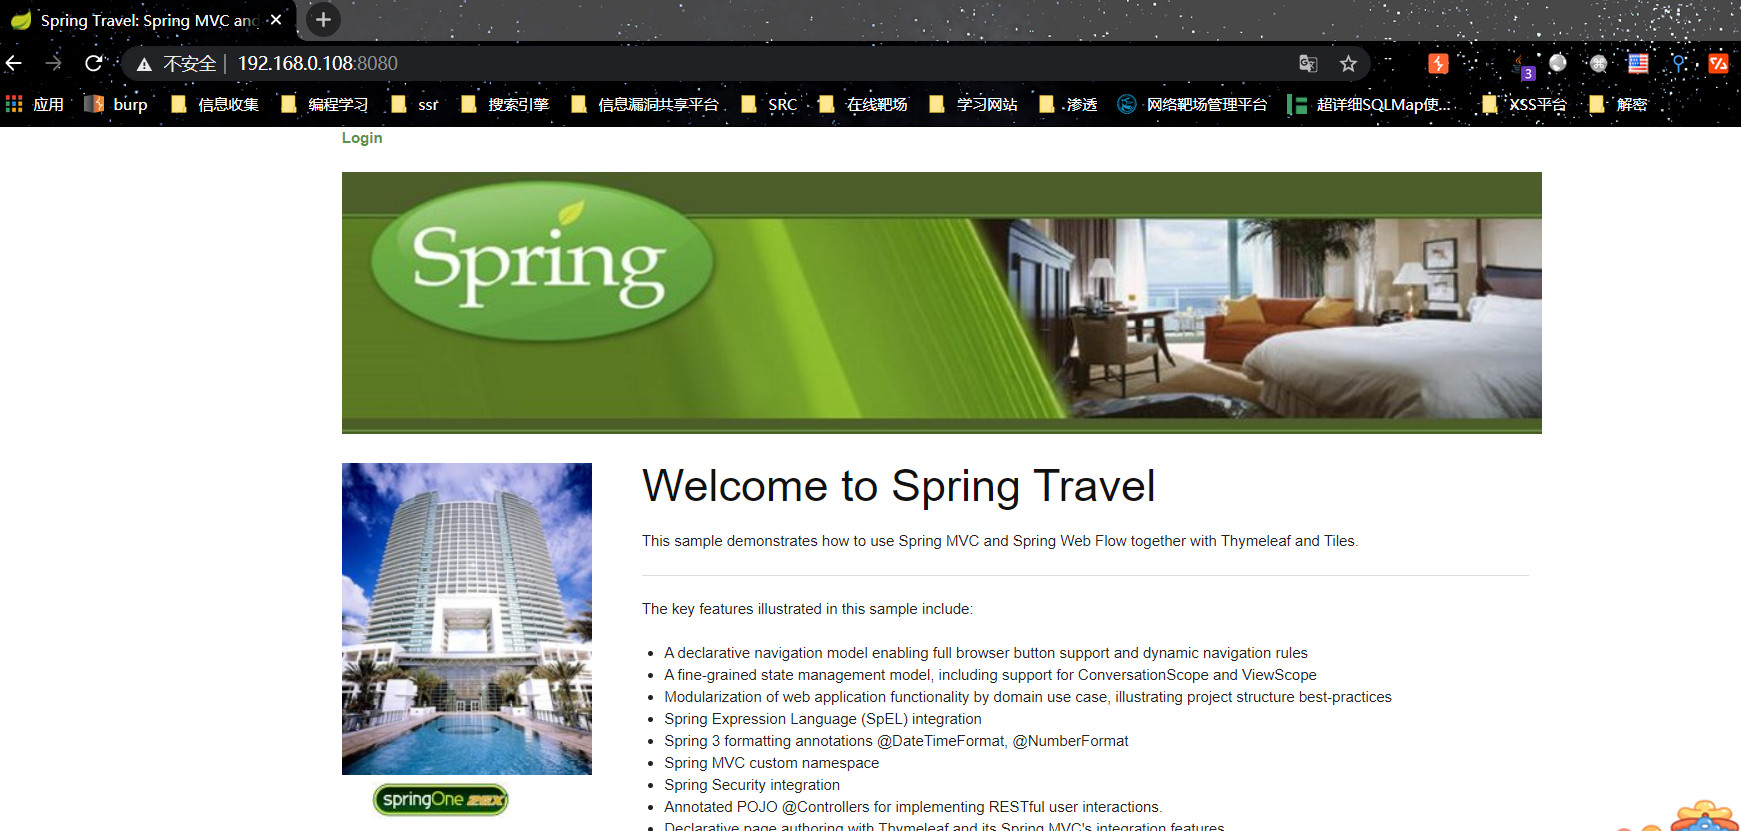 Spring Travel: Spring MVC and
不安全 192.168.0.108:8080
3
应用 burp 信息收集 编程学习 ssr 搜索引擎 信息漏洞共享平台 SRC 在线靶场 学习网站 渗透 网络靶场管理平台 超详细SQLMap使... XSS平台 解密
Login
Spring
Welcome to Spring Travel
This sample demonstrates how to use Spring MVC and Spring Web Flow together with Thymeleaf and Tiles.
The key features illustrated in this sample include:
A declarative navigation model enabling full browser button support and dynamic navigation rules
A fine-grained state management model, including support for ConversationScope and ViewScope
Modularization of web application functionality by domain use case, illustrating project structure best-practices
Spring Expression Language (SpEL) integration
Spring 3 formatting annotations @DateTimeFormat, @NumberFormat
Spring MVC custom namespace
Spring Security integration
springOne 2GX
Annotated POJO @Controllers for implementing RESTful user interactions.
Declarative page authoring with Thymeleaf and its Spring MVC's integration features